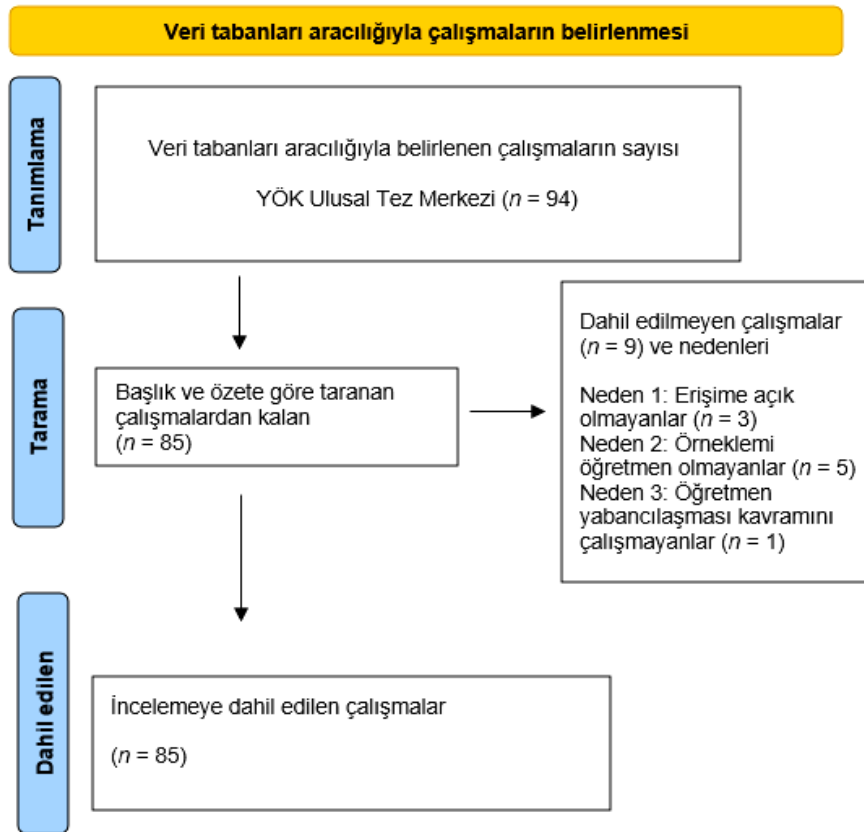 Veri tabanları aracılığıyla çalışmaların belirlenmesi
Tanımlama
Veri tabanları aracılığıyla belirlenen çalışmaların sayısı
YÖK Ulusal Tez Merkezi (n = 94)
Tarama
Başlık ve özete göre taranan
çalışmalardan kalan
(n = 85)
Dahil edilmeyen çalışmalar
(n = 9) ve nedenleri
Neden 1: Erişime açık
olmayanlar (n = 3)
Neden 2: Örneklemi
öğretmen olmayanlar (n = 5)
Neden 3: Öğretmen
yabancılaşması kavramını
çalışmayanlar (n = 1)
Dahil edilen
İncelemeye dahil edilen çalışmalar
(n = 85)